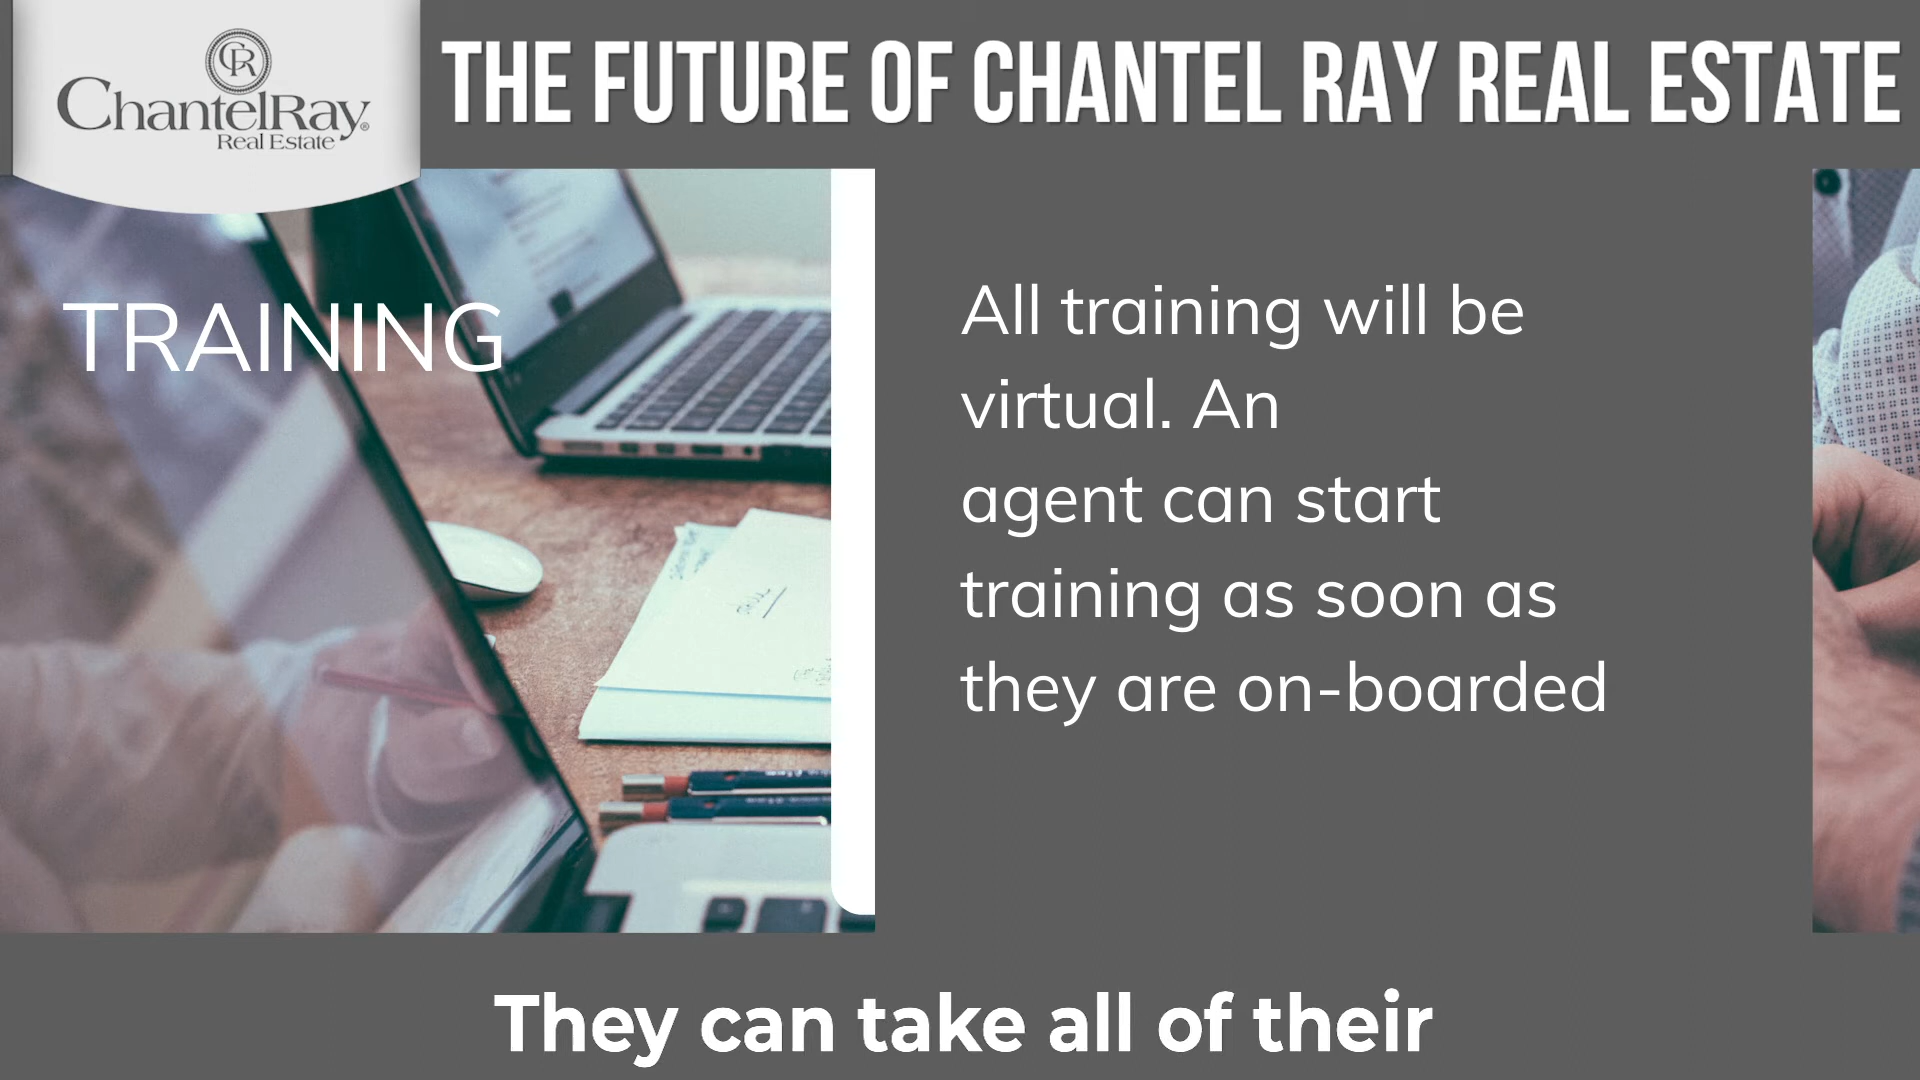 CR
ChantelRay®
Real Estate
THE FUTURE OF CHANTEL RAY REAL ESTATE
TRAINING
All training will be
virtual. An
agent can start
training as soon as
they are on-boarded
They can take all of their